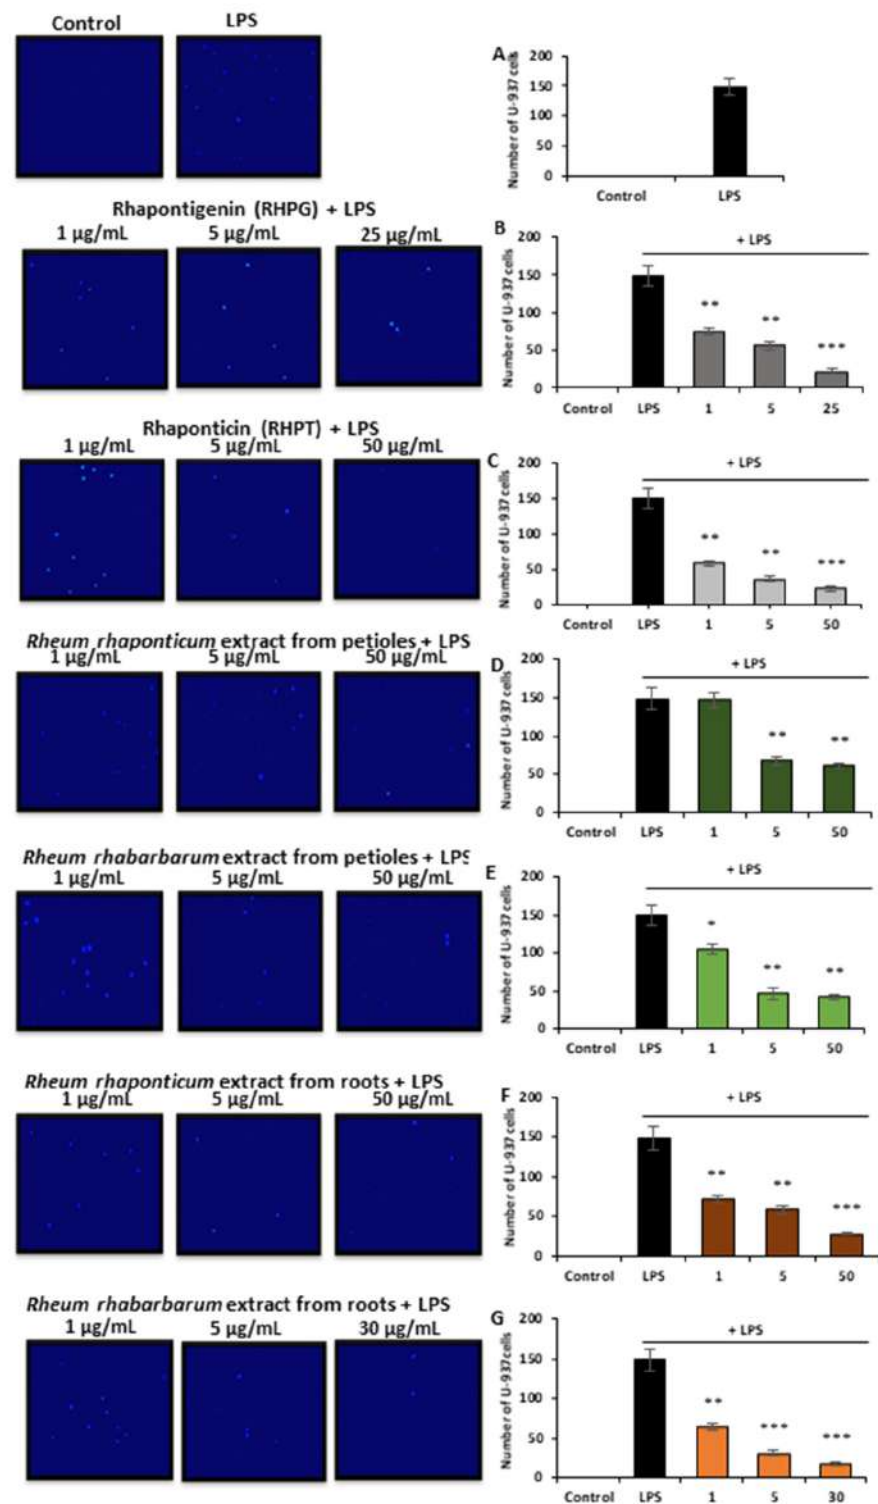 Control LPS
A
Number of U-937 cells
200
150
100
50
0
Control LPS
Rhapontigenin (RHPG) + LPS
1 µg/mL 5 µg/mL 25 µg/mL
B
Number of U-937 cells
+ LPS
200
150
100
50
0
** ** ***
Control LPS 1 5 25
Rhaponticin (RHPT) + LPS
1 µg/mL 5 µg/mL 50 µg/mL
C
Number of U-937 cells
+ LPS
200
150
100
50
0
** ** ***
Control LPS 1 5 50
Rheum rhaponticum extract from petioles + LPS
1 µg/mL 5 µg/mL 50 µg/mL
D
Number of U-937 cells
+ LPS
200
150
100
50
0
** **
Control LPS 1 5 50
Rheum rhabarbarum extract from petioles + LPS
1 µg/mL 5 µg/mL 50 µg/mL
E
Number of U-937 cells
+ LPS
200
150
100
50
0
* ** **
Control LPS 1 5 50
Rheum rhaponticum extract from roots + LPS
1 µg/mL 5 µg/mL 50 µg/mL
F
Number of U-937 cells
+ LPS
200
150
100
50
0
** ** ***
Control LPS 1 5 50
Rheum rhabarbarum extract from roots + LPS
1 µg/mL 5 µg/mL 30 µg/mL
G
Number of U-937 cells
+ LPS
200
150
100
50
0
** *** ***
Control LPS 1 5 30